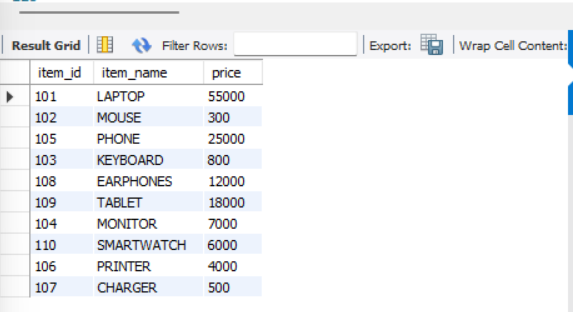 Result Grid Filter Rows: Export: Wrap Cell Content:
item_id item_name price
101 LAPTOP 55000
102 MOUSE 300
105 PHONE 25000
103 KEYBOARD 800
108 EARPHONES 12000
109 TABLET 18000
104 MONITOR 7000
110 SMARTWATCH 6000
106 PRINTER 4000
107 CHARGER 500